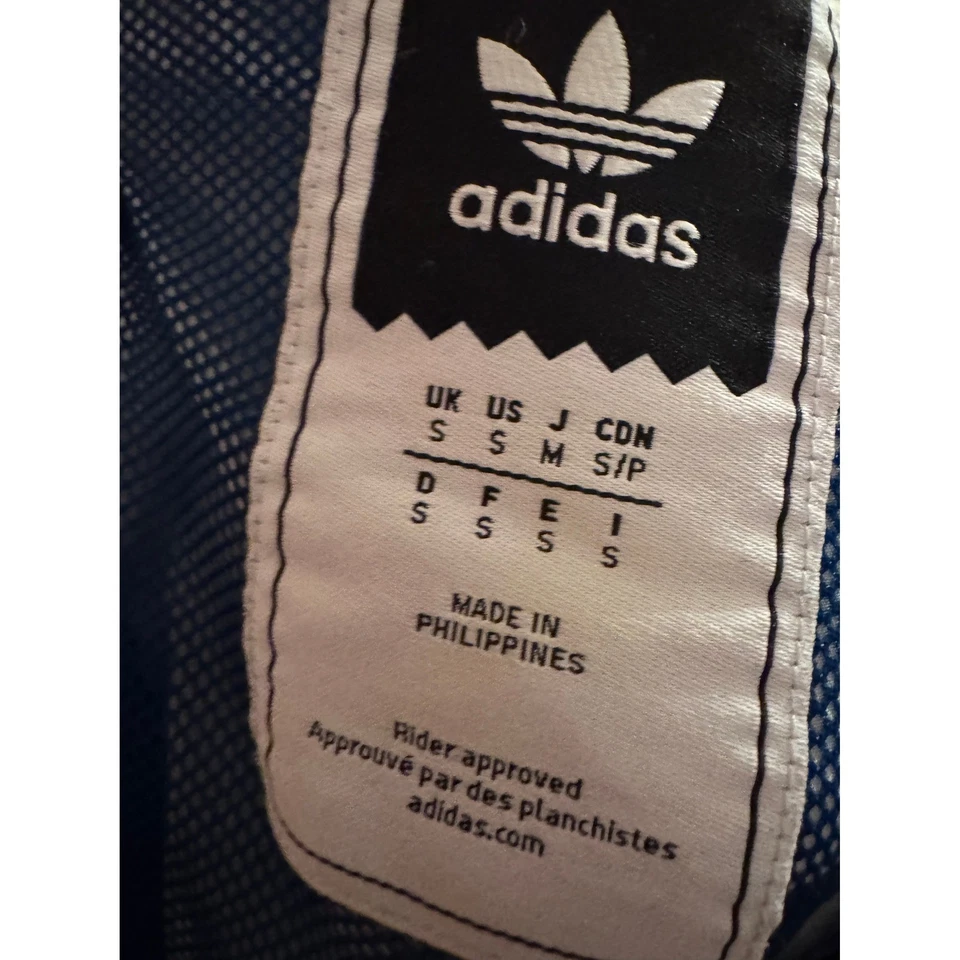 adidas
UK US J CDN
S S M S/P
D F E I
S S S S
MADE IN
PHILIPPINES
Rider approved
Approuvé par des planchistes
adidas.com